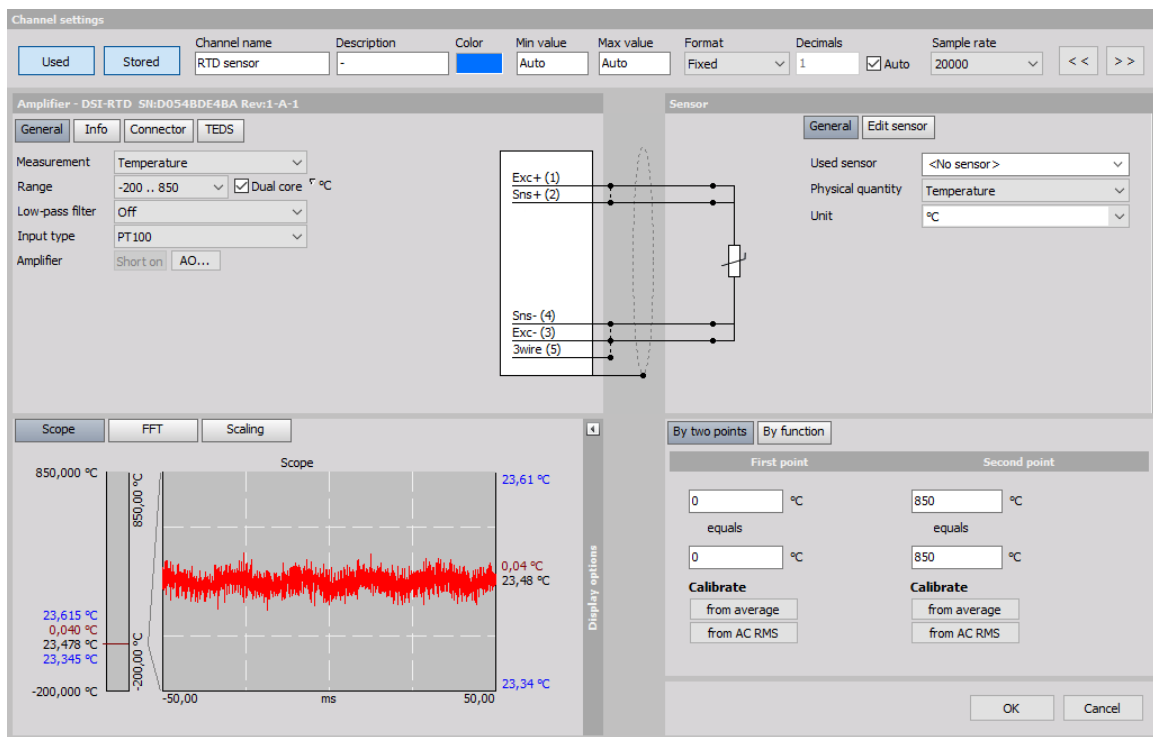 Channel settings
Used
Stored
Channel name
RTD sensor
Description
-
Color
Min value
Auto
Max value
Auto
Format
Fixed
Decimals
1
Auto
Sample rate
20000
< <
> >
Amplifier - DSI-RTD SN:D054BDE4BA Rev:1-A-1
General
Info
Connector
TEDS
Measurement
Temperature
Range
-200 .. 850
Dual core
°C
Low-pass filter
Off
Input type
PT100
Amplifier
Short on
AO...
Exc+ (1)
Sns+ (2)
Sns- (4)
Exc- (3)
3wire (5)
Sensor
General
Edit sensor
Used sensor
<No sensor>
Physical quantity
Temperature
Unit
°C
Scope
FFT
Scaling
Scope
850,000 °C
850,00 °C
23,61 °C
0,04 °C
23,48 °C
23,615 °C
0,040 °C
23,478 °C
23,345 °C
-200,000 °C
-200,00 °C
23,34 °C
-50,00
ms
50,00
Display options
By two points
By function
First point
Second point
0 °C
850 °C
equals
equals
0 °C
850 °C
Calibrate
Calibrate
from average
from average
from AC RMS
from AC RMS
OK
Cancel